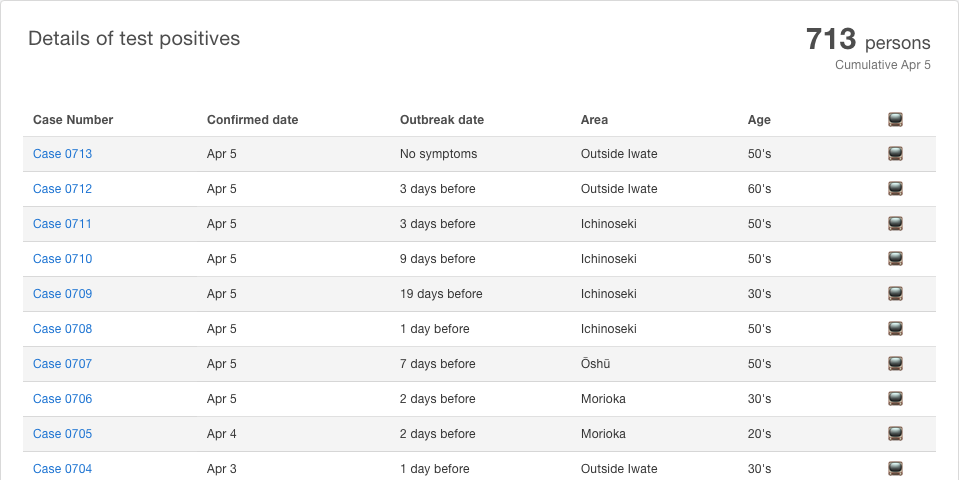 Details of test positives
713 persons
Cumulative Apr 5
Case Number Confirmed date Outbreak date Area Age
Case 0713 Apr 5 No symptoms Outside Iwate 50's
Case 0712 Apr 5 3 days before Outside Iwate 60's
Case 0711 Apr 5 3 days before Ichinoseki 50's
Case 0710 Apr 5 9 days before Ichinoseki 50's
Case 0709 Apr 5 19 days before Ichinoseki 30's
Case 0708 Apr 5 1 day before Ichinoseki 50's
Case 0707 Apr 5 7 days before Ōshū 50's
Case 0706 Apr 5 2 days before Morioka 30's
Case 0705 Apr 4 2 days before Morioka 20's
Case 0704 Apr 3 1 day before Outside Iwate 30's